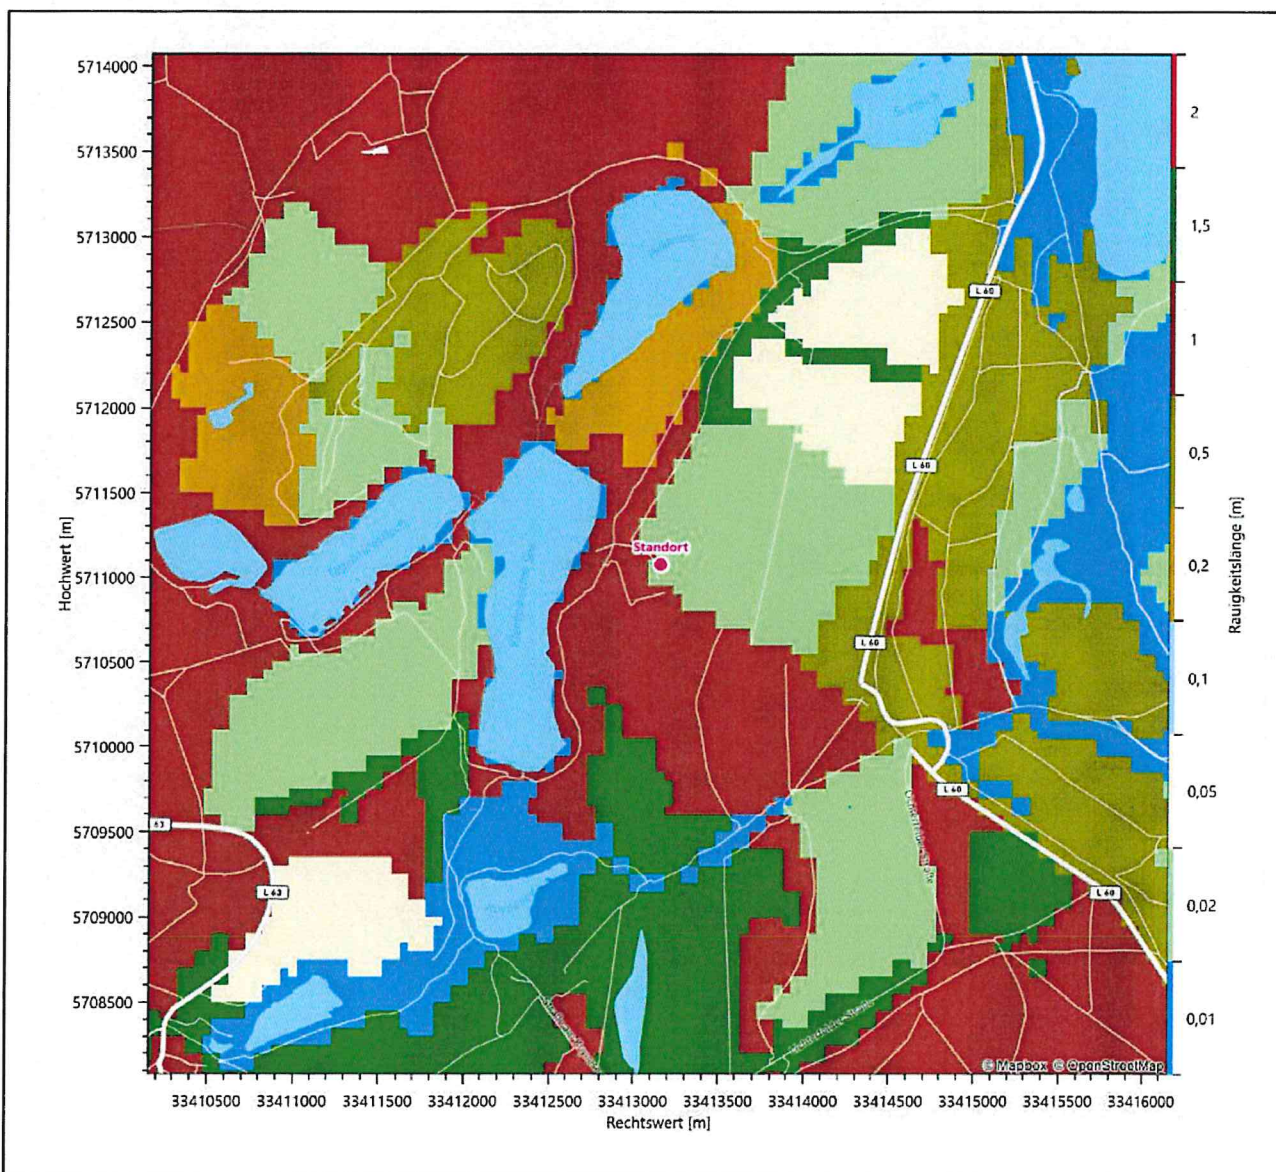 5714000
5713500
5713000
5712500
5712000
5711500
5711000
5710500
5710000
5709500
5709000
5708500
Hochwert [m]
L 60
L 60
Standort
L 60
L 60
63
L 63
L 60
© Mapbox © OpenStreetMap
2
1,5
1
0,5
0,2
0,1
0,05
0,02
0,01
Rauigkeitslänge [m]
33410500 33411000 33411500 33412000 33412500 33413000 33413500 33414000 33414500 33415000 33415500 33416000
Rechtswert [m]